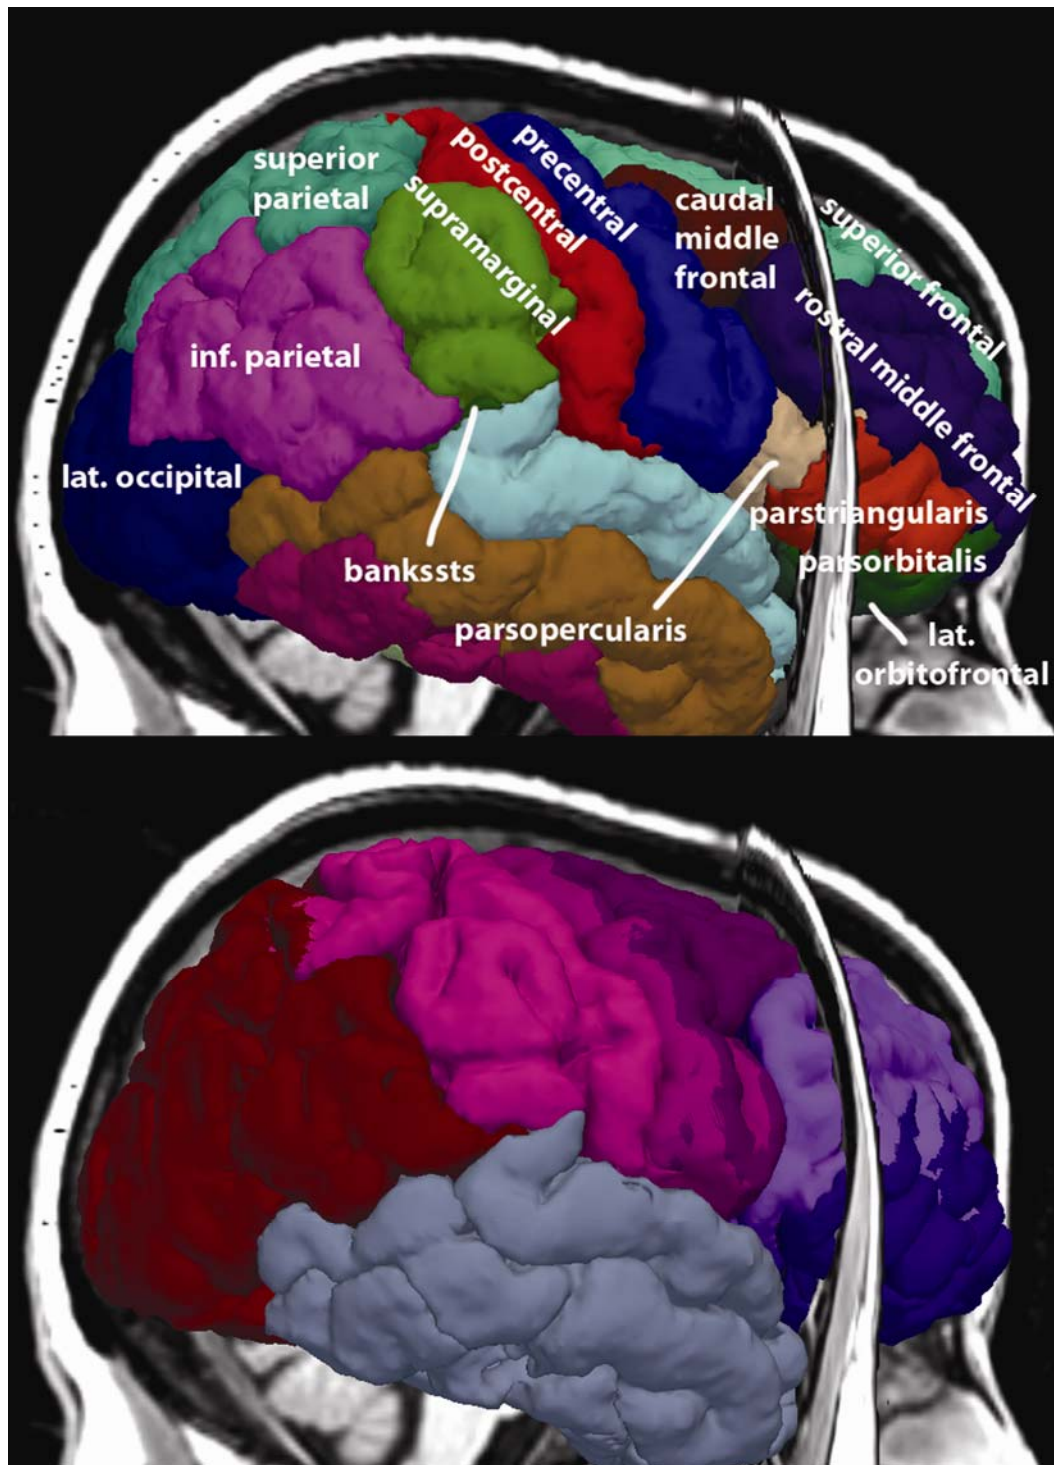 superior
parietal
postcentral
precentral
supramarginal
caudal
middle
frontal
superior frontal
rostral middle frontal
inf. parietal
lat. occipital
parstriangularis
parsorbitalis
bankssts
parsopercularis
lat.
orbitofrontal